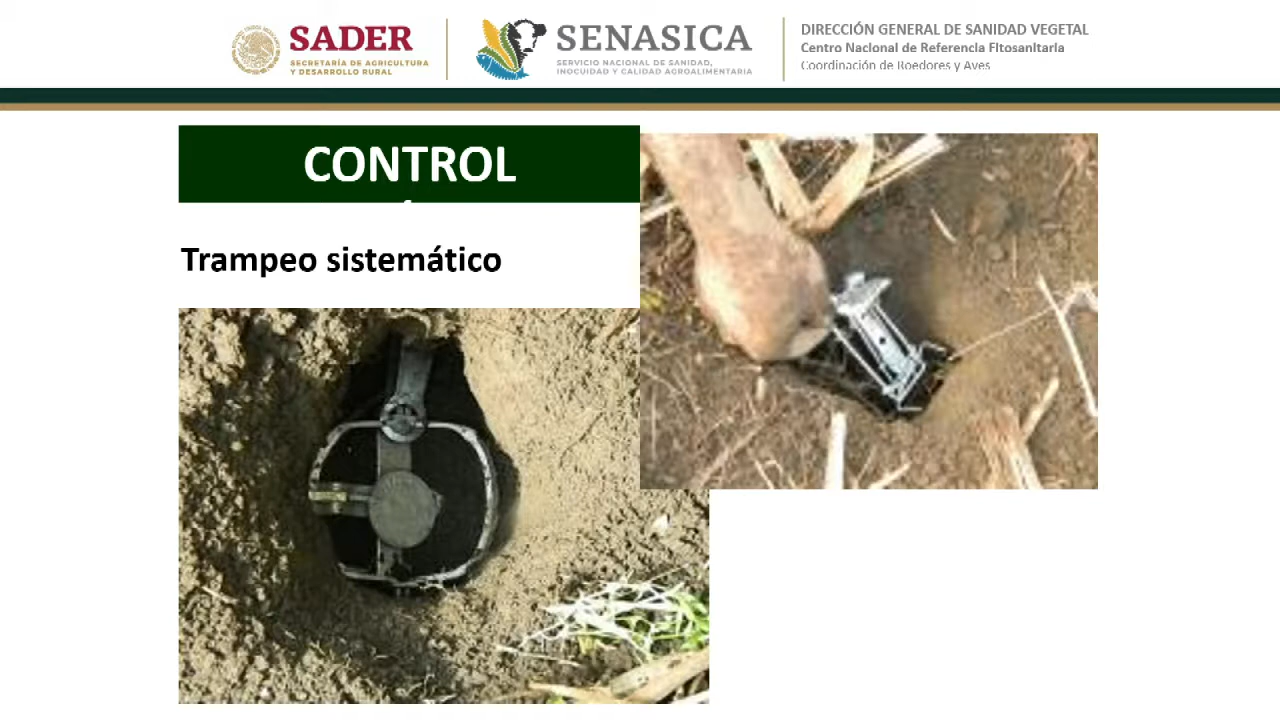 SADER
SECRETARÍA DE AGRICULTURA
Y DESARROLLO RURAL
SENASICA
SERVICIO NACIONAL DE SANIDAD,
INOCUIDAD Y CALIDAD AGROALIMENTARIA
DIRECCIÓN GENERAL DE SANIDAD VEGETAL
Centro Nacional de Referencia Fitosanitaria
Coordinación de Roedores y Aves
CONTROL
Trampeo sistemático